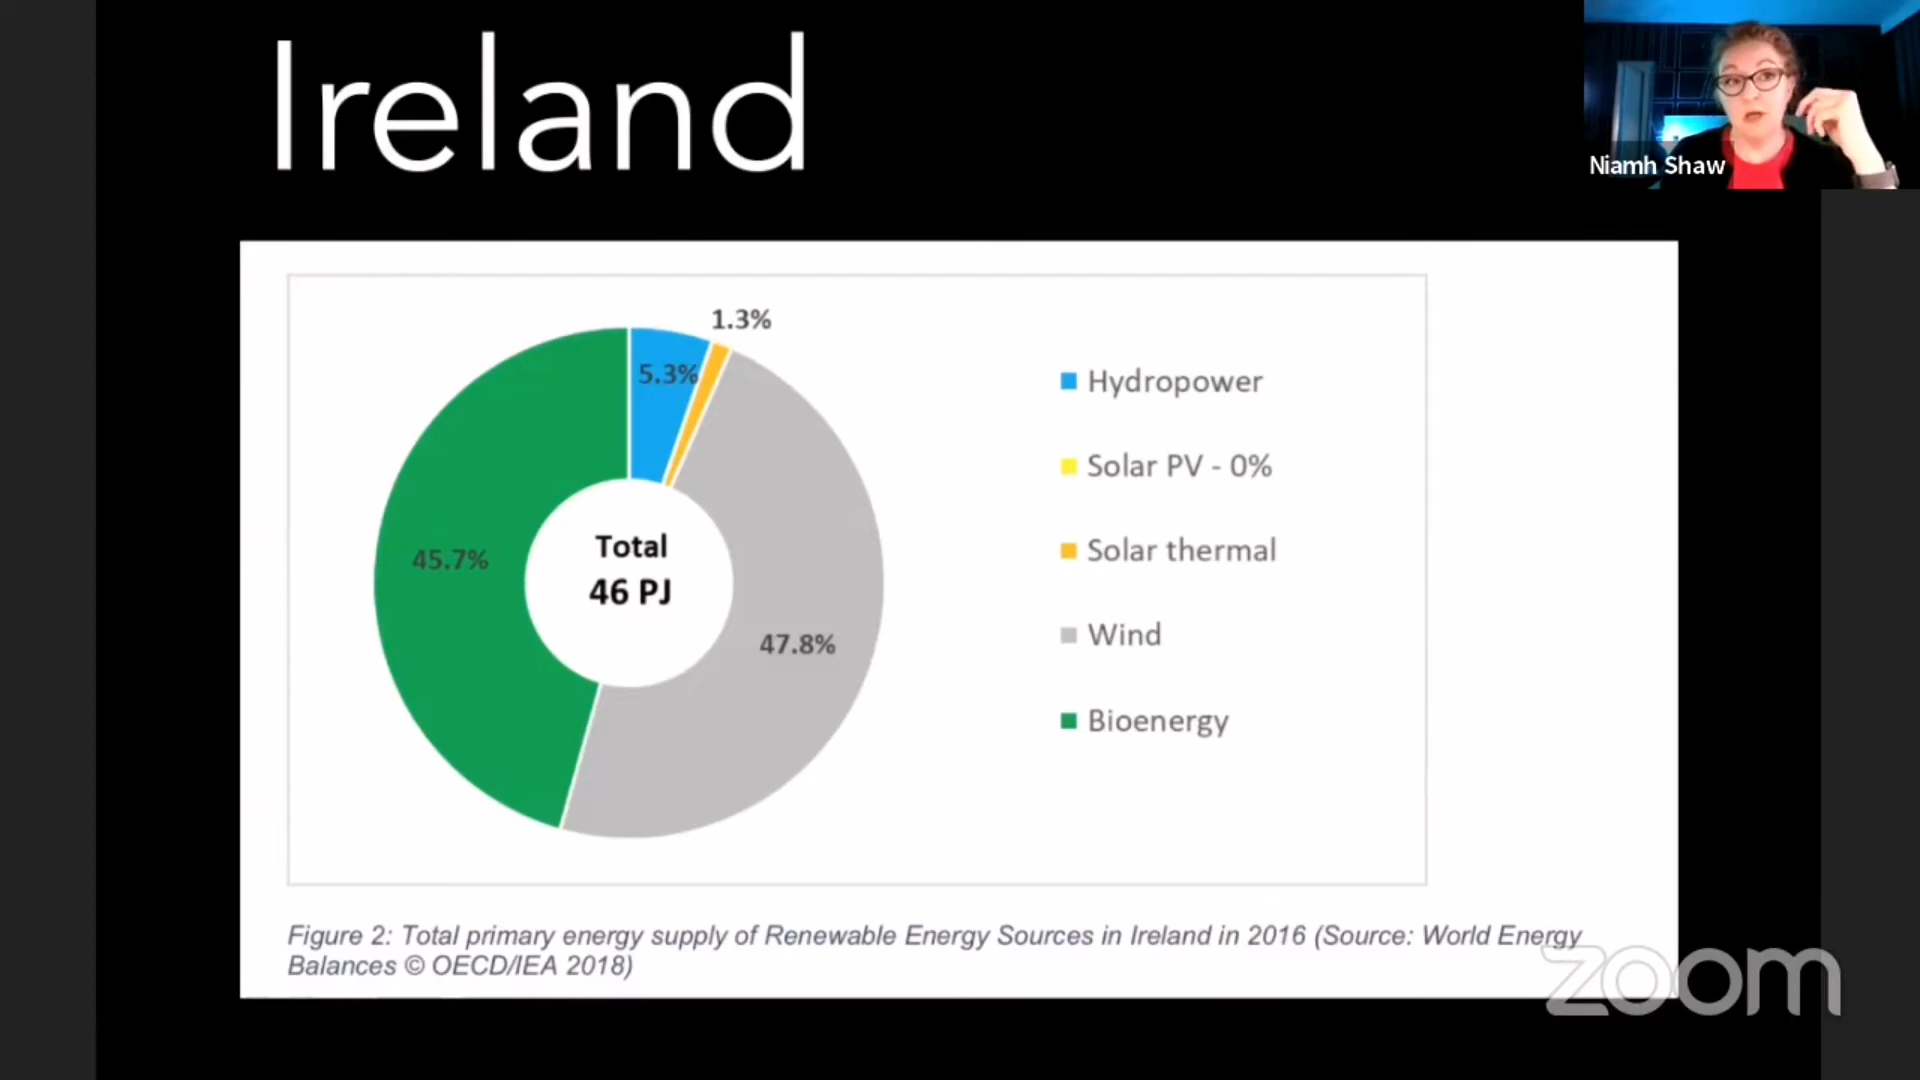 Ireland
Niamh Shaw
1.3%
5.3%
45.7%
Total
46 PJ
47.8%
Hydropower
Solar PV - 0%
Solar thermal
Wind
Bioenergy
Figure 2: Total primary energy supply of Renewable Energy Sources in Ireland in 2016 (Source: World Energy
Balances © OECD/IEA 2018)
zoom